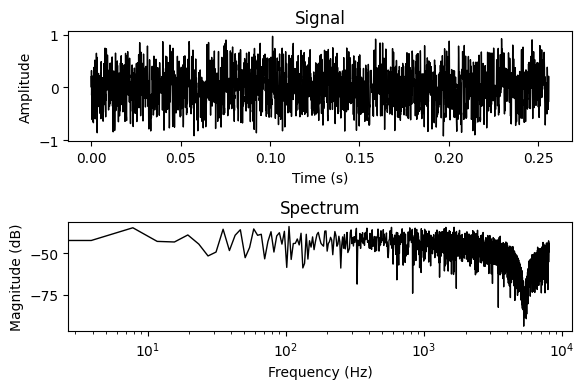 Signal
1
0
−1
Amplitude
0.00 0.05 0.10 0.15 0.20 0.25
Time (s)
Spectrum
−50
−75
Magnitude (dB)
10¹ 10² 10³ 10⁴
Frequency (Hz)